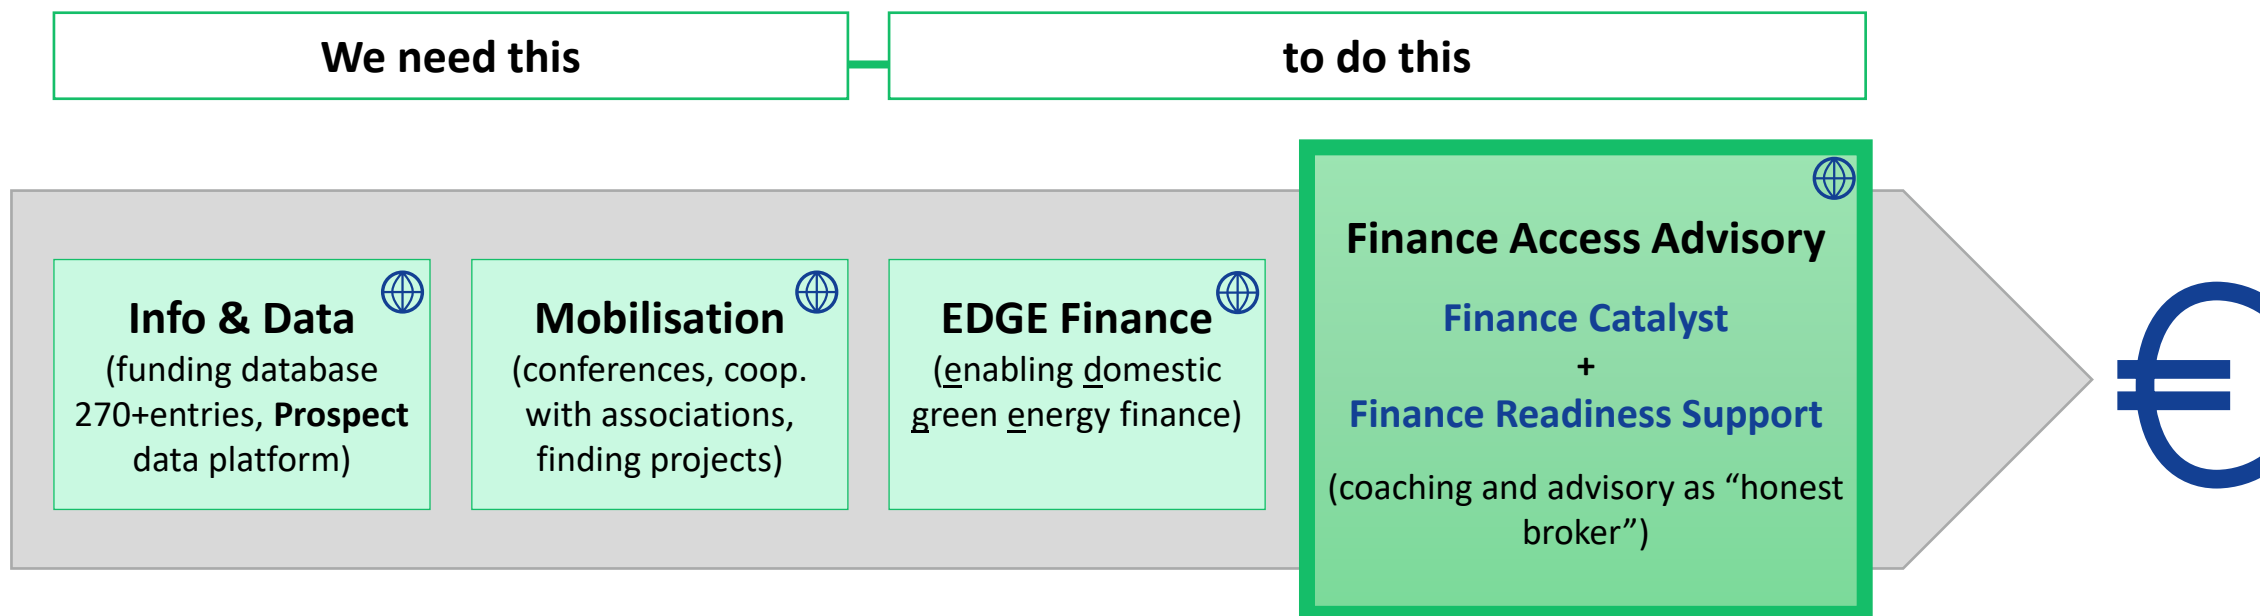 We need this
to do this
Info & Data
(funding database
270+entries, Prospect
data platform)
Mobilisation
(conferences, coop.
with associations,
finding projects)
EDGE Finance
(enabling domestic
green energy finance)
Finance Access Advisory
Finance Catalyst
+
Finance Readiness Support
(coaching and advisory as “honest
broker”)
€